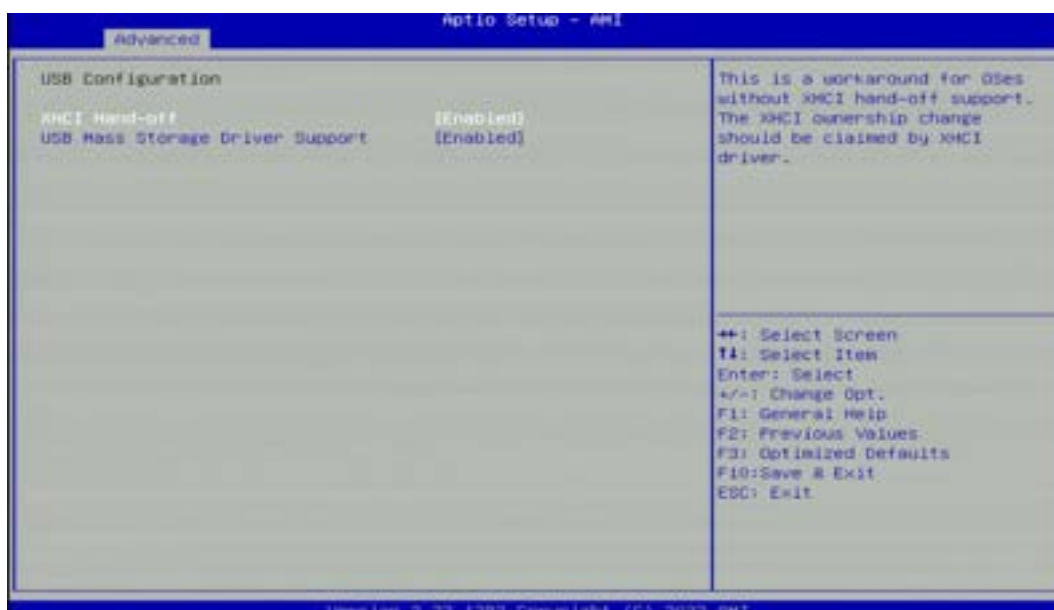 Aptio Setup - AMI
Advanced
USB Configuration
XHCI Hand-off [Enabled]
USB Mass Storage Driver Support [Enabled]
This is a workaround for OSes
without XHCI hand-off support.
The XHCI ownership change
should be claimed by XHCI
driver.
→←: Select Screen
↑↓: Select Item
Enter: Select
+/-: Change Opt.
F1: General Help
F2: Previous Values
F3: Optimized Defaults
F10:Save & Exit
ESC: Exit
Version Copyright (C) AMI